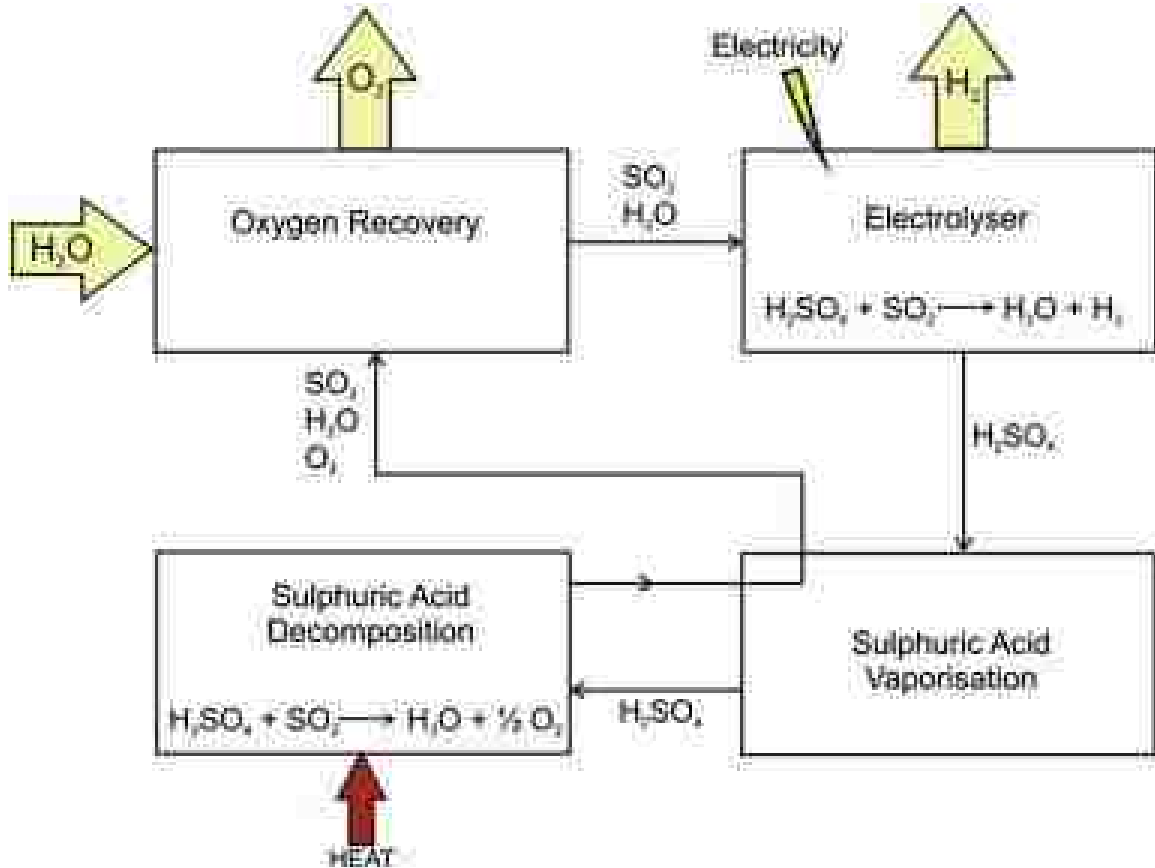 O₂
Electricity
H₂
SO₂
H₂O
Oxygen Recovery
Electrolyser
H₂O
H₂SO₄ + SO₂ → H₂O + H₂
SO₂
H₂O
O₂
H₂SO₄
Sulphuric Acid
Decomposition
Sulphuric Acid
Vaporisation
H₂SO₄ + SO₂ → H₂O + ½ O₂
H₂SO₄
HEAT